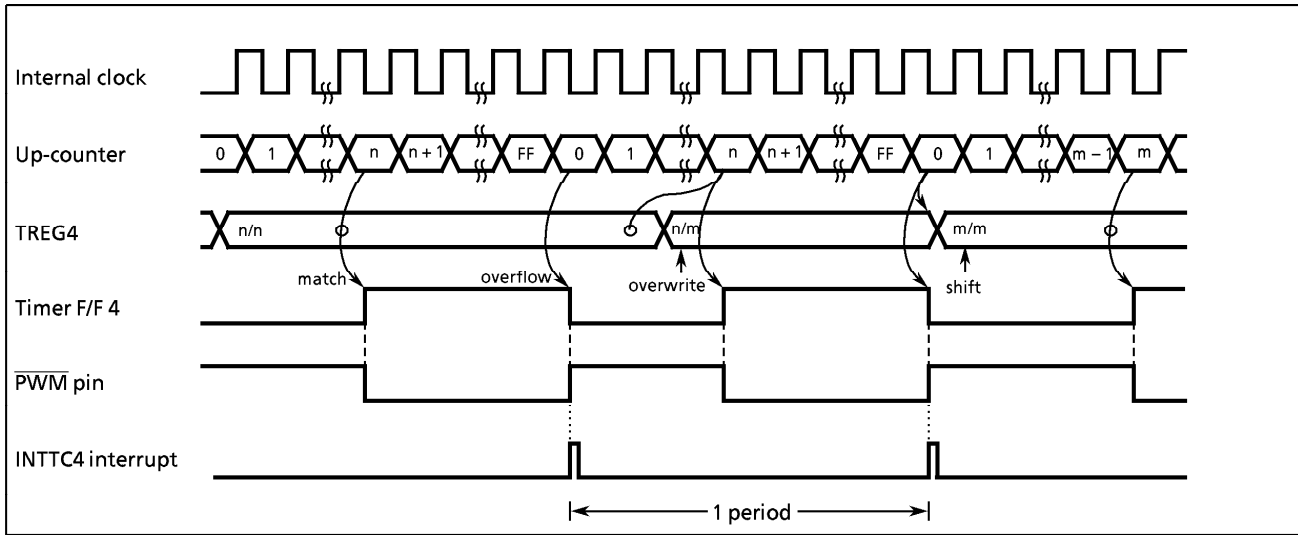 Internal clock
Up-counter 0 1 n n + 1 FF 0 1 n n + 1 FF 0 1 m − 1 m
TREG4 n/n n/m m/m
match overflow overwrite shift
Timer F/F 4
PWM pin
INTTC4 interrupt
1 period